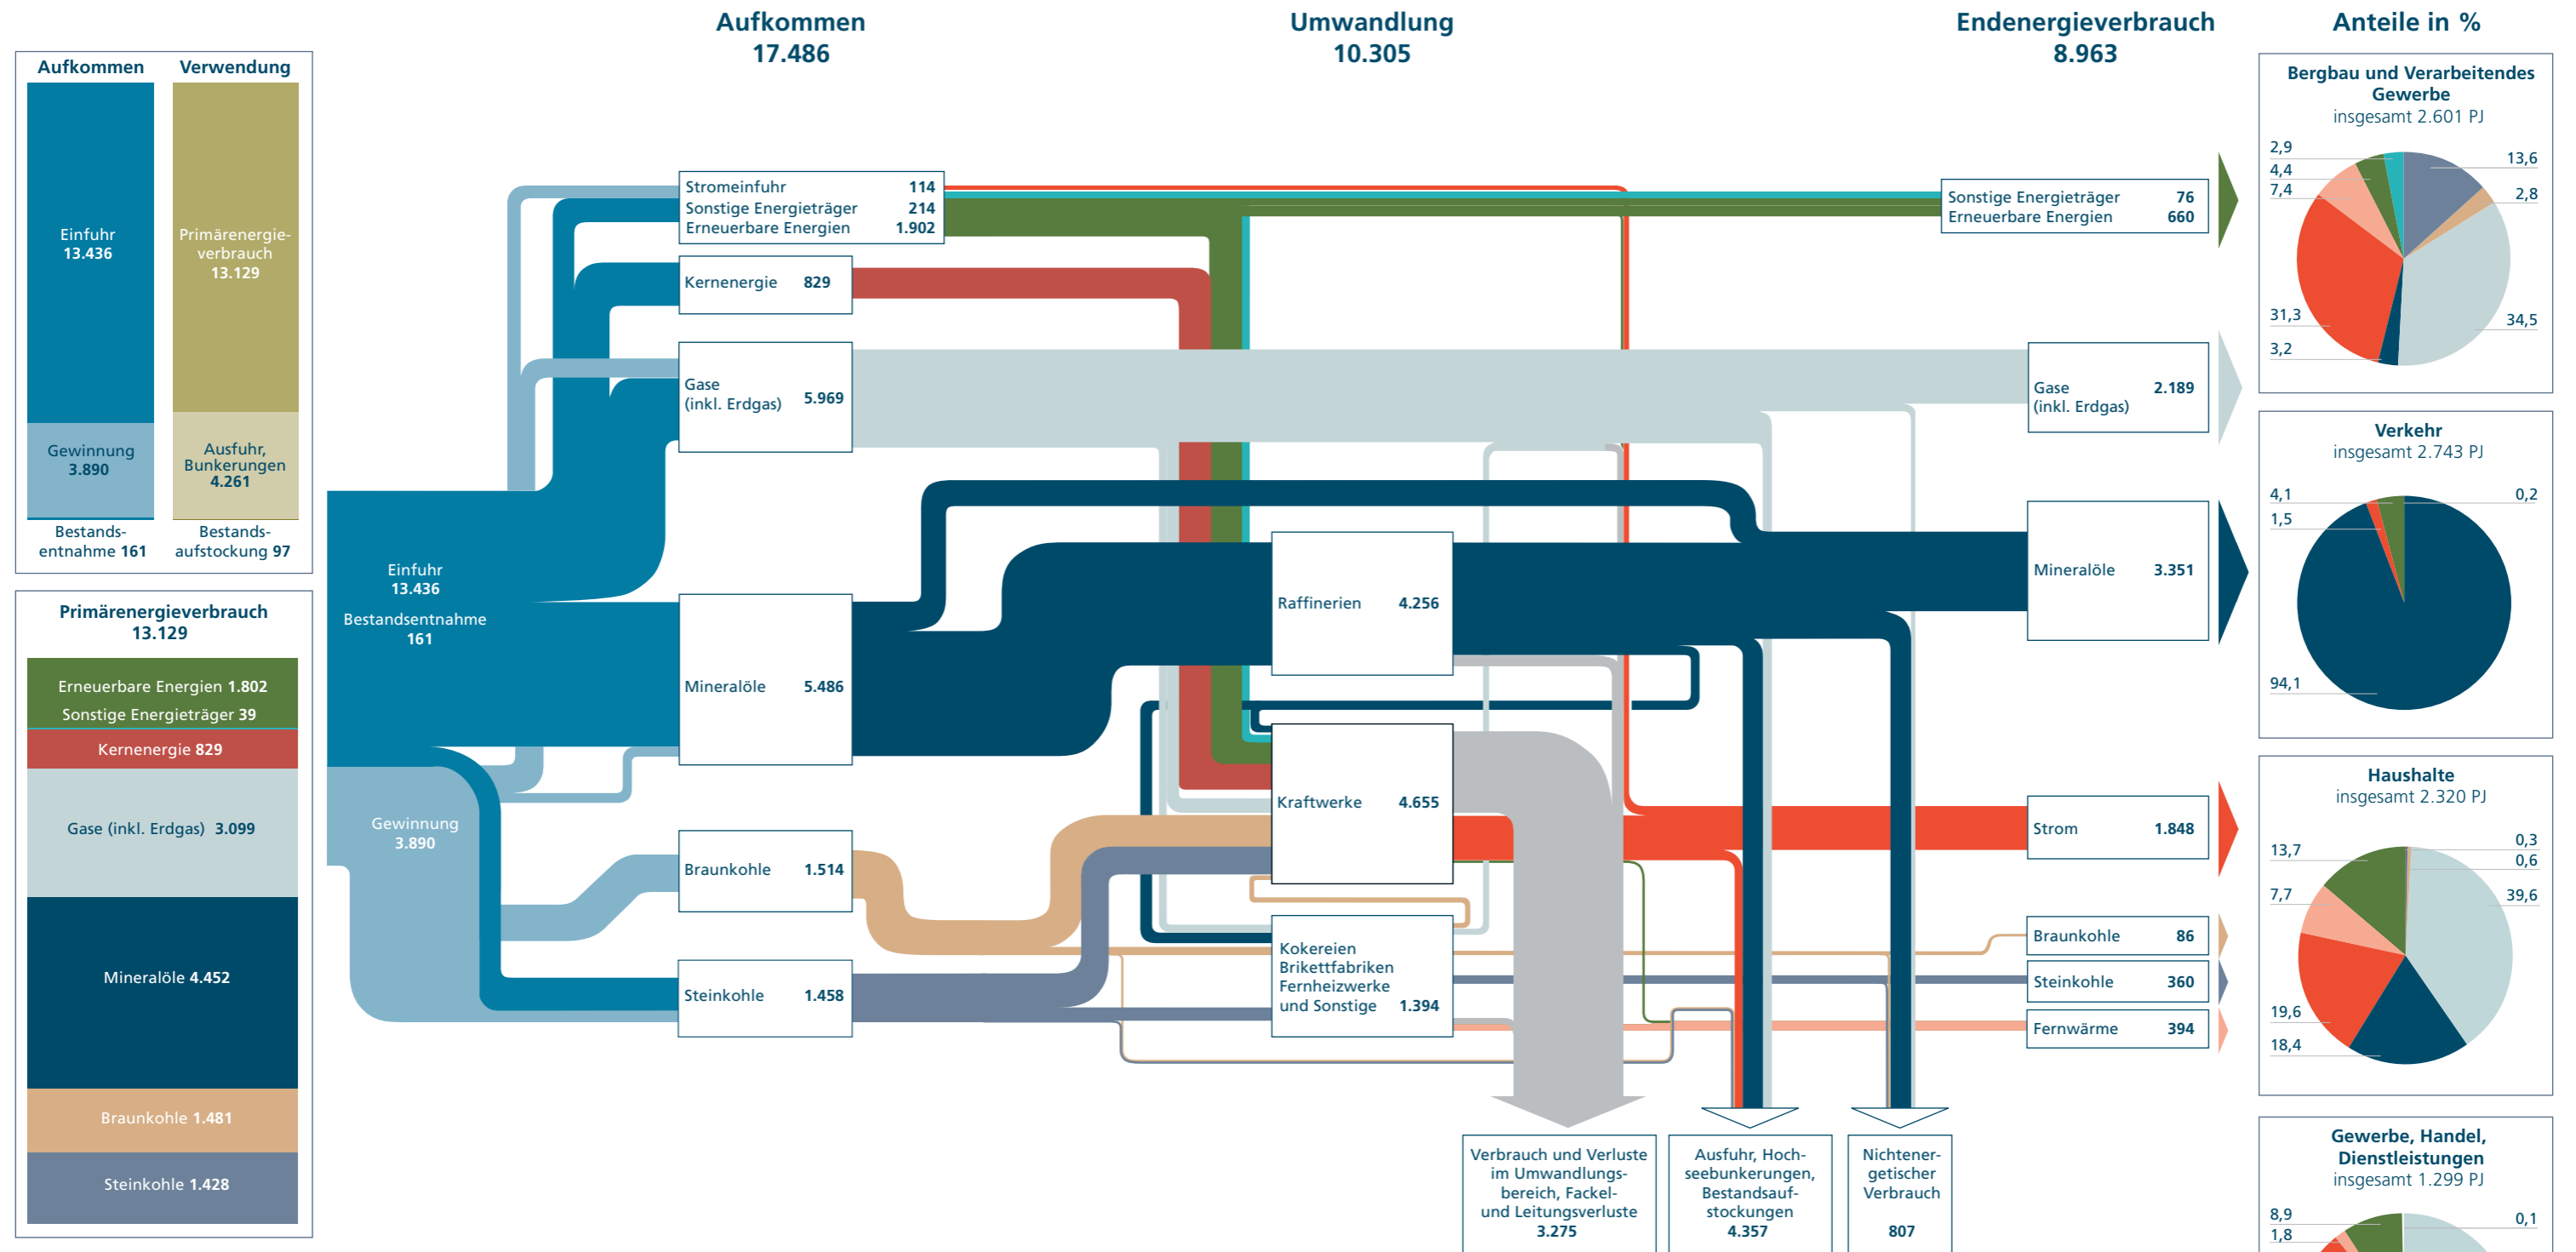 Aufkommen
17.486
Umwandlung
10.305
Endenergieverbrauch
8.963
Anteile in %
Aufkommen
Verwendung
Einfuhr
13.436
Primärenergie-
verbrauch
13.129
Gewinnung
3.890
Ausfuhr,
Bunkerungen
4.261
Bestands-
entnahme 161
Bestands-
aufstockung 97
Primärenergieverbrauch
13.129
Erneuerbare Energien 1.802
Sonstige Energieträger 39
Kernenergie 829
Gase (inkl. Erdgas) 3.099
Mineralöle 4.452
Braunkohle 1.481
Steinkohle 1.428
Einfuhr
13.436
Bestandsentnahme
161
Gewinnung
3.890
Stromeinfuhr 114
Sonstige Energieträger 214
Erneuerbare Energien 1.902
Kernenergie 829
Gase
(inkl. Erdgas) 5.969
Mineralöle 5.486
Braunkohle 1.514
Steinkohle 1.458
Raffinerien 4.256
Kraftwerke 4.655
Kokereien
Brikettfabriken
Fernheizwerke
und Sonstige 1.394
Sonstige Energieträger 76
Erneuerbare Energien 660
Gase 2.189
(inkl. Erdgas)
Mineralöle 3.351
Strom 1.848
Braunkohle 86
Steinkohle 360
Fernwärme 394
Verbrauch und Verluste
im Umwandlungs-
bereich, Fackel-
und Leitungsverluste
3.275
Ausfuhr, Hoch-
seebunkerungen,
Bestandsauf-
stockungen
4.357
Nichtener-
getischer
Verbrauch
807
Bergbau und Verarbeitendes
Gewerbe
insgesamt 2.601 PJ
2,9
4,4
7,4
13,6
2,8
31,3
3,2
34,5
Verkehr
insgesamt 2.743 PJ
4,1
1,5
0,2
94,1
Haushalte
insgesamt 2.320 PJ
13,7
7,7
0,3
0,6
39,6
19,6
18,4
Gewerbe, Handel,
Dienstleistungen
insgesamt 1.299 PJ
8,9
1,8
0,1